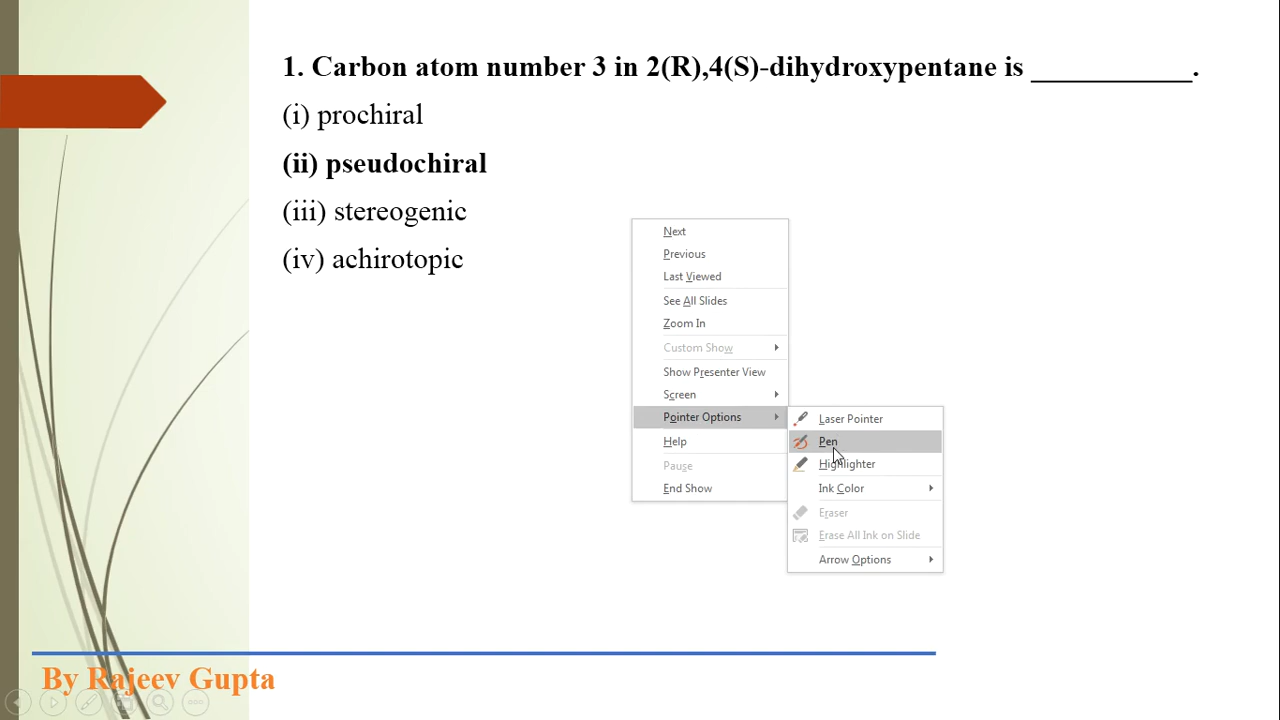 1. Carbon atom number 3 in 2(R),4(S)-dihydroxypentane is ___________.
(i) prochiral
(ii) pseudochiral
(iii) stereogenic
(iv) achirotopic
Next
Previous
Last Viewed
See All Slides
Zoom In
Custom Show
Show Presenter View
Screen
Pointer Options
Help
Pause
End Show
Laser Pointer
Pen
Highlighter
Ink Color
Eraser
Erase All Ink on Slide
Arrow Options
By Rajeev Gupta